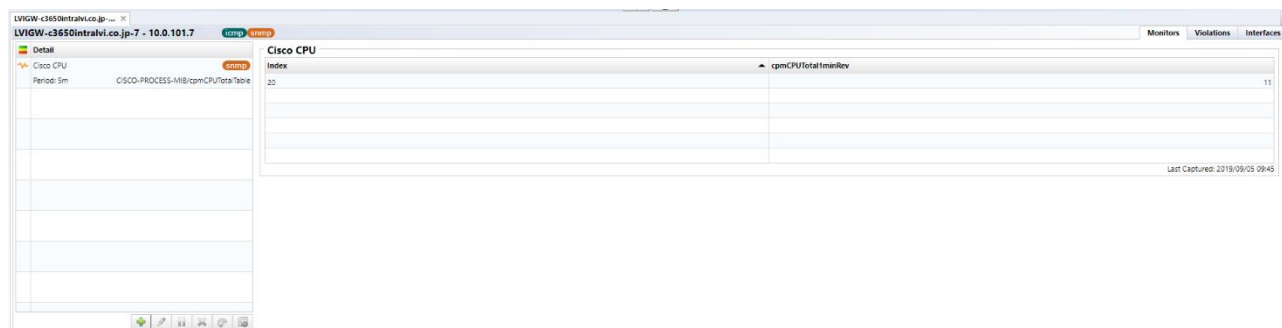 LVIGW-c3650intralvi.co.jp-...
LVIGW-c3650intralvi.co.jp-7 - 10.0.101.7 icmp snmp
Monitors Violations Interfaces
Detail
Cisco CPU snmp
Period: 5m CISCO-PROCESS-MIB/cpmCPUTotalTable
Cisco CPU
Index cpmCPUTotal1minRev
20 11
Last Captured: 2019/09/05 09:45